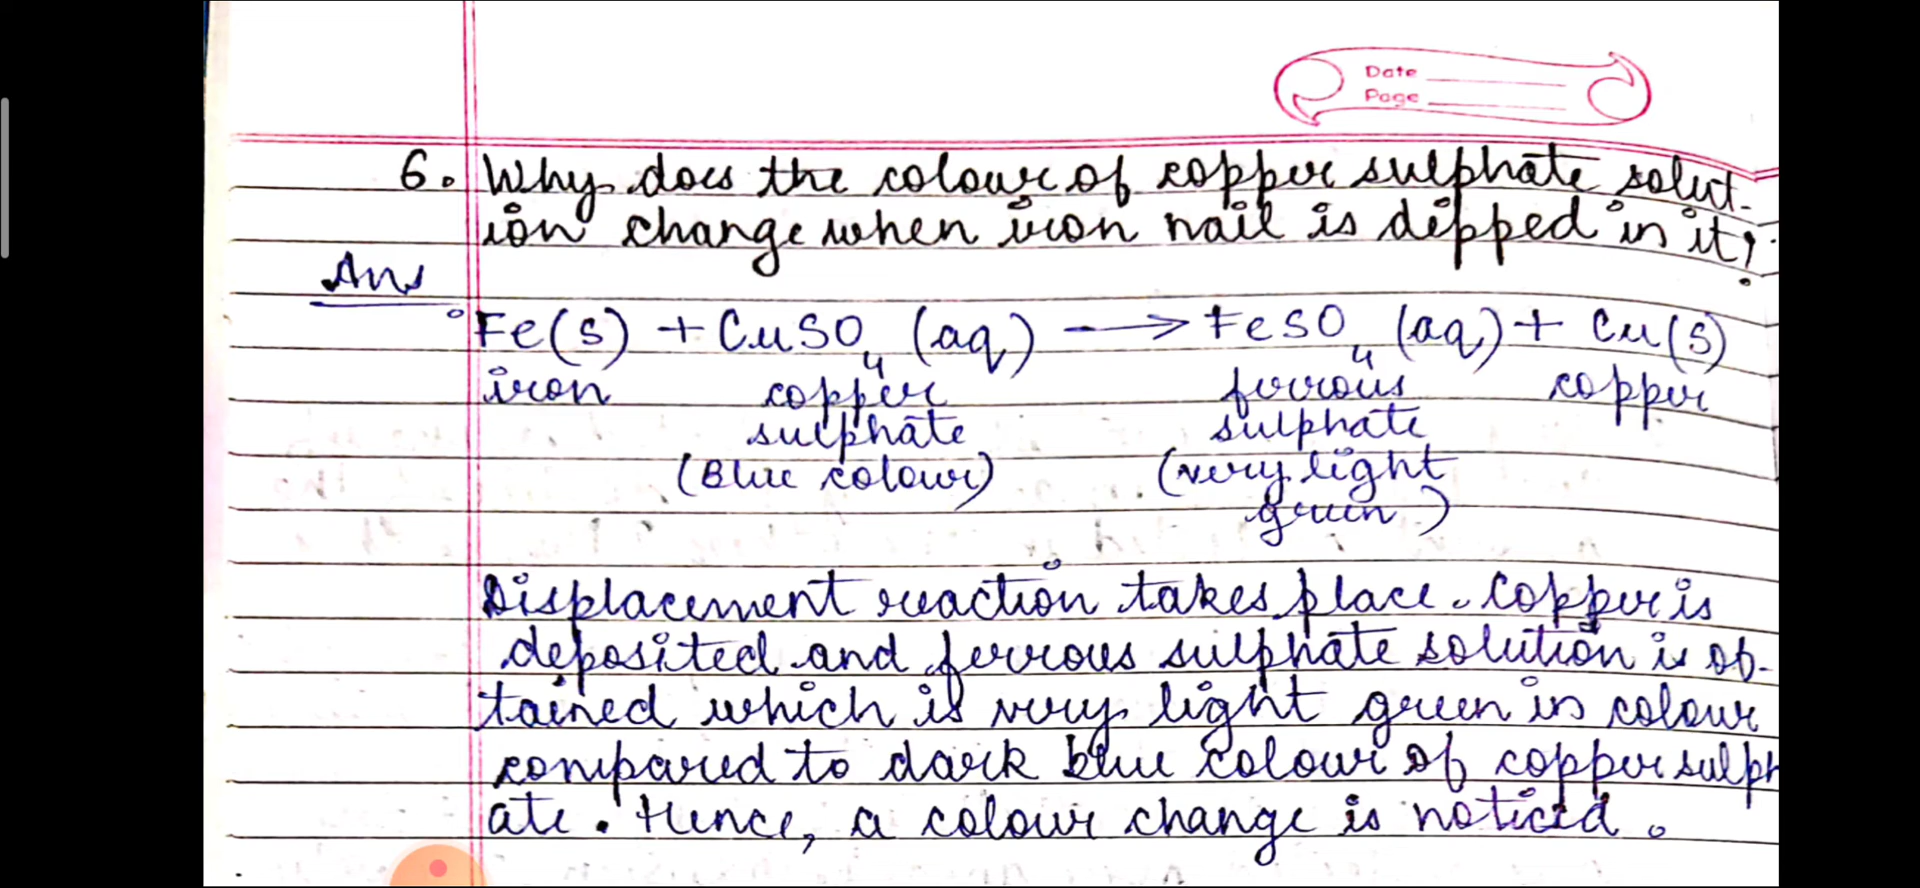 Date
Page
6. Why does the colour of copper sulphate solut-
ion change when iron nail is dipped in it?
Ans
Fe(s) + CuSO₄ (aq) → FeSO₄ (aq) + Cu(s)
iron copper ferrous copper
sulphate sulphate
(Blue colour) (very light
green)
Displacement reaction takes place. Copper is
deposited and ferrous sulphate solution is ob-
tained which is very light green in colour
compared to dark blue colour of copper sulph
ate. Hence, a colour change is noticed.